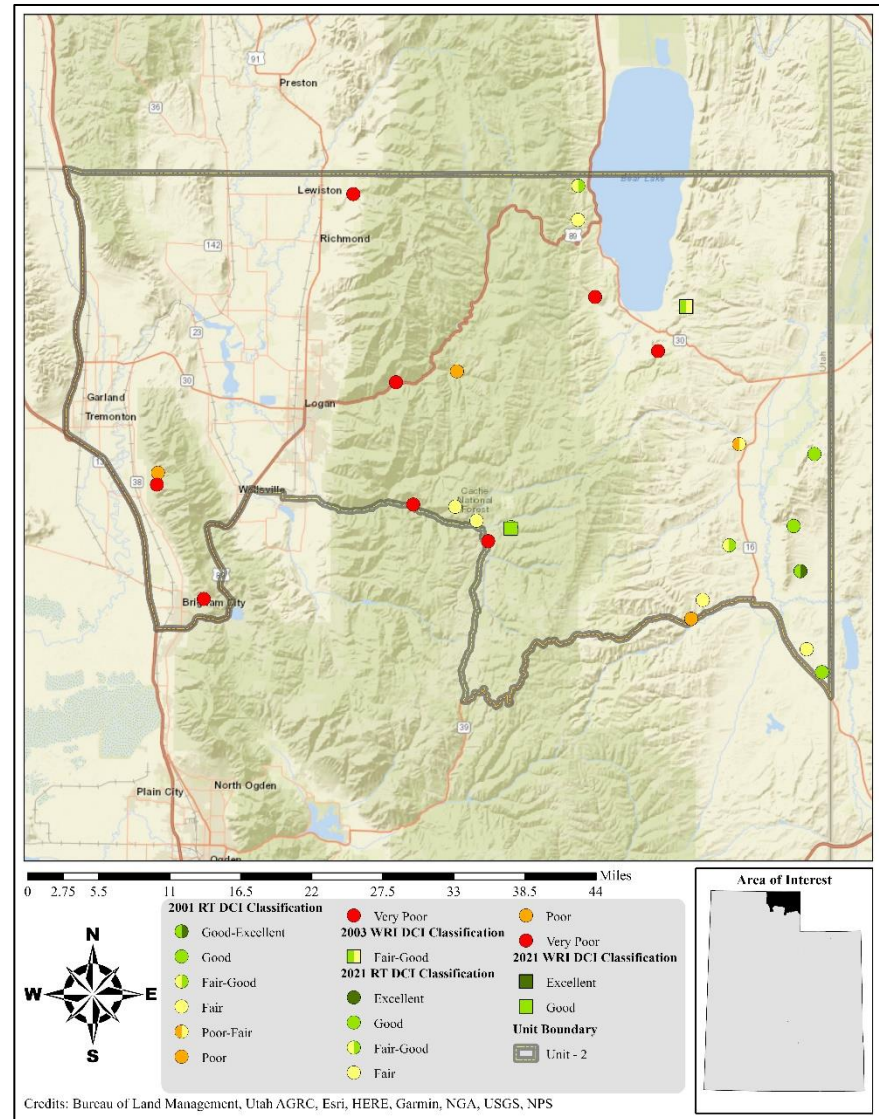 91
Preston
36
Bear Lake
Lewiston
Richmond
89
142
23
30
30
Utah
Garland
Tremonton
Logan
38
Wellsville
Cache
National
Forest
16
Brigham City
39
North Ogden
Plain City
Ogden
Miles
0 2.75 5.5 11 16.5 22 27.5 33 38.5 44
2001 RT DCI Classification
Good-Excellent
Good
Fair-Good
Fair
Poor-Fair
Poor
Very Poor
2003 WRI DCI Classification
Fair-Good
2021 RT DCI Classification
Excellent
Good
Fair-Good
Fair
Poor
Very Poor
2021 WRI DCI Classification
Excellent
Good
Unit Boundary
Unit - 2
N
W E
S
Area of Interest
Credits: Bureau of Land Management, Utah AGRC, Esri, HERE, Garmin, NGA, USGS, NPS